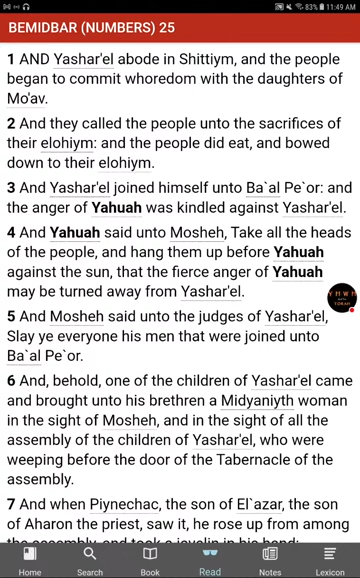 83% 11:49 AM
BEMIDBAR (NUMBERS) 25
1 AND Yashar'el abode in Shittiym, and the people
began to commit whoredom with the daughters of
Mo'av.
2 And they called the people unto the sacrifices of
their elohiym: and the people did eat, and bowed
down to their elohiym.
3 And Yashar'el joined himself unto Ba`al Pe`or: and
the anger of Yahuah was kindled against Yashar'el.
4 And Yahuah said unto Mosheh, Take all the heads
of the people, and hang them up before Yahuah
against the sun, that the fierce anger of Yahuah
may be turned away from Yashar'el.
5 And Mosheh said unto the judges of Yashar'el,
Slay ye everyone his men that were joined unto
Ba`al Pe`or.
6 And, behold, one of the children of Yashar'el came
and brought unto his brethren a Midyaniyth woman
in the sight of Mosheh, and in the sight of all the
assembly of the children of Yashar'el, who were
weeping before the door of the Tabernacle of the
assembly.
7 And when Piynechac, the son of El`azar, the son
of Aharon the priest, saw it, he rose up from among
the assembly, and took a javelin in his hand;
Home Search Book Read Notes Lexicon